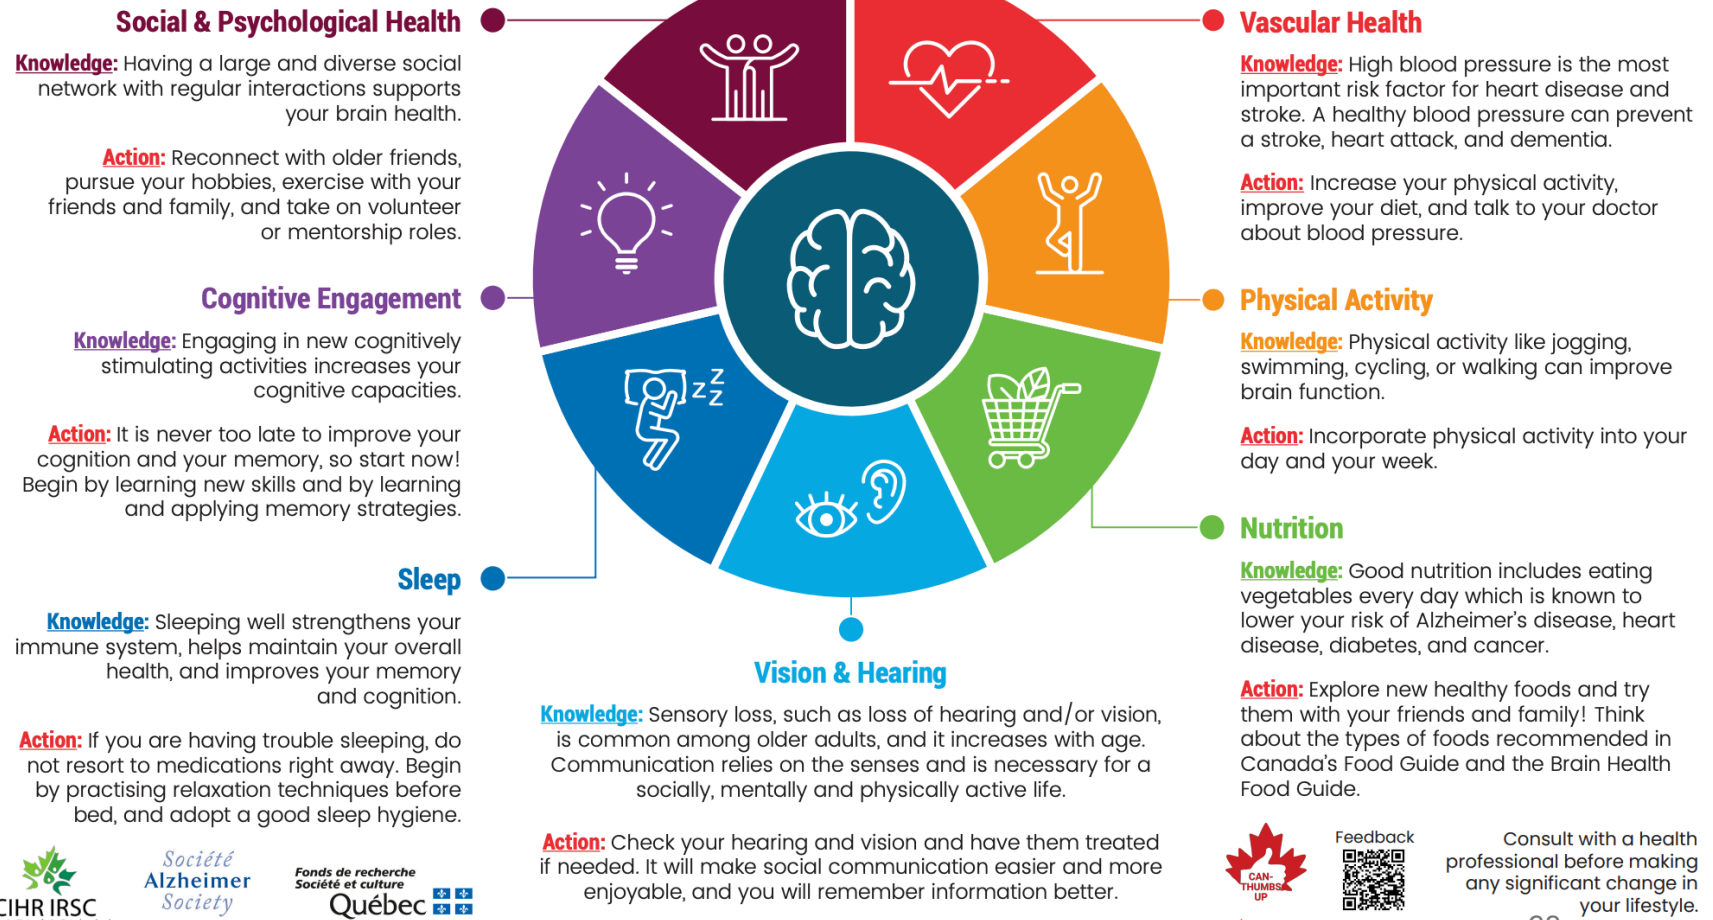 Social & Psychological Health
Knowledge: Having a large and diverse social
network with regular interactions supports
your brain health.
Action: Reconnect with older friends,
pursue your hobbies, exercise with your
friends and family, and take on volunteer
or mentorship roles.
Cognitive Engagement
Knowledge: Engaging in new cognitively
stimulating activities increases your
cognitive capacities.
Action: It is never too late to improve your
cognition and your memory, so start now!
Begin by learning new skills and by learning
and applying memory strategies.
Sleep
Knowledge: Sleeping well strengthens your
immune system, helps maintain your overall
health, and improves your memory
and cognition.
Action: If you are having trouble sleeping, do
not resort to medications right away. Begin
by practising relaxation techniques before
bed, and adopt a good sleep hygiene.
z z
z
Vision & Hearing
Knowledge: Sensory loss, such as loss of hearing and/or vision,
is common among older adults, and it increases with age.
Communication relies on the senses and is necessary for a
socially, mentally and physically active life.
Action: Check your hearing and vision and have them treated
if needed. It will make social communication easier and more
enjoyable, and you will remember information better.
Vascular Health
Knowledge: High blood pressure is the most
important risk factor for heart disease and
stroke. A healthy blood pressure can prevent
a stroke, heart attack, and dementia.
Action: Increase your physical activity,
improve your diet, and talk to your doctor
about blood pressure.
Physical Activity
Knowledge: Physical activity like jogging,
swimming, cycling, or walking can improve
brain function.
Action: Incorporate physical activity into your
day and your week.
Nutrition
Knowledge: Good nutrition includes eating
vegetables every day which is known to
lower your risk of Alzheimer's disease, heart
disease, diabetes, and cancer.
Action: Explore new healthy foods and try
them with your friends and family! Think
about the types of foods recommended in
Canada's Food Guide and the Brain Health
Food Guide.
CIHR IRSC
Société
Alzheimer
Society
Fonds de recherche
Société et culture
Québec
CAN-
THUMBS
UP
Feedback
Consult with a health
professional before making
any significant change in
your lifestyle.